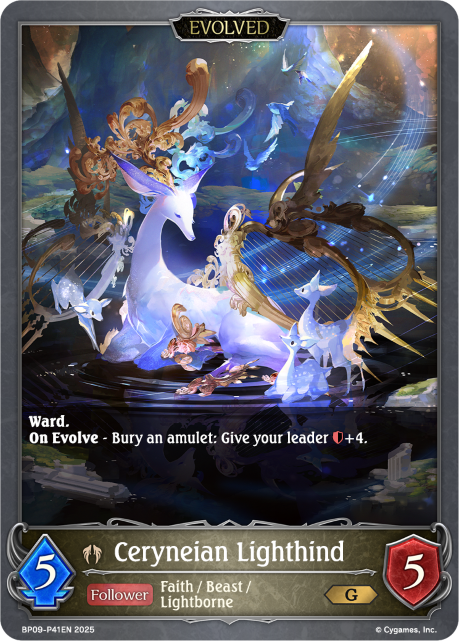 EVOLVED
Ward.
On Evolve - Bury an amulet: Give your leader +4.
Ceryneian Lighthind
5
Follower
Faith / Beast /
Lightborne
G
5
BP09-P41EN 2025
© Cygames, Inc.